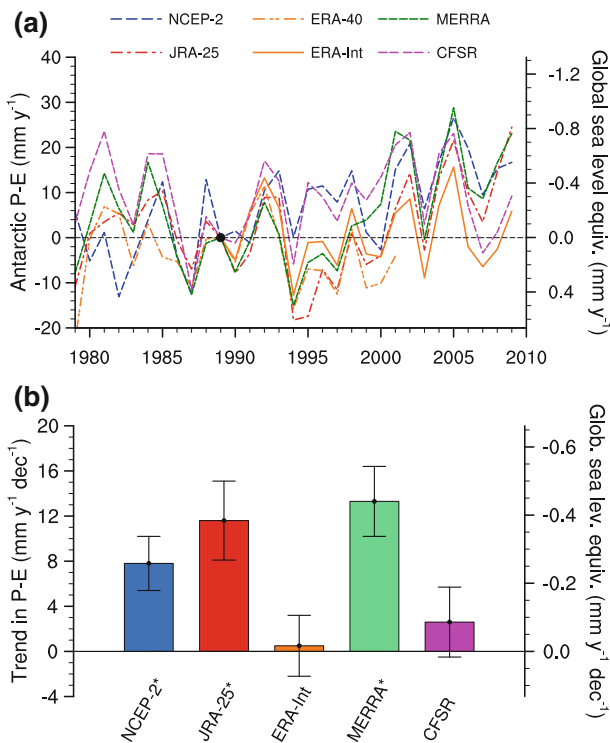 (a)
NCEP-2 ERA-40 MERRA
JRA-25 ERA-Int CFSR
Antarctic P-E (mm y⁻¹)
40
30
20
10
0
-10
-20
Global sea level equiv. (mm y⁻¹)
-1.2
-0.8
-0.4
0.0
0.4
1980 1985 1990 1995 2000 2005 2010
(b)
Trend in P-E (mm y⁻¹ dec⁻¹)
20
16
12
8
4
0
-4
Glob. sea lev. equiv. (mm y⁻¹ dec⁻¹)
-0.6
-0.4
-0.2
0.0
NCEP-2* JRA-25* ERA-Int MERRA* CFSR